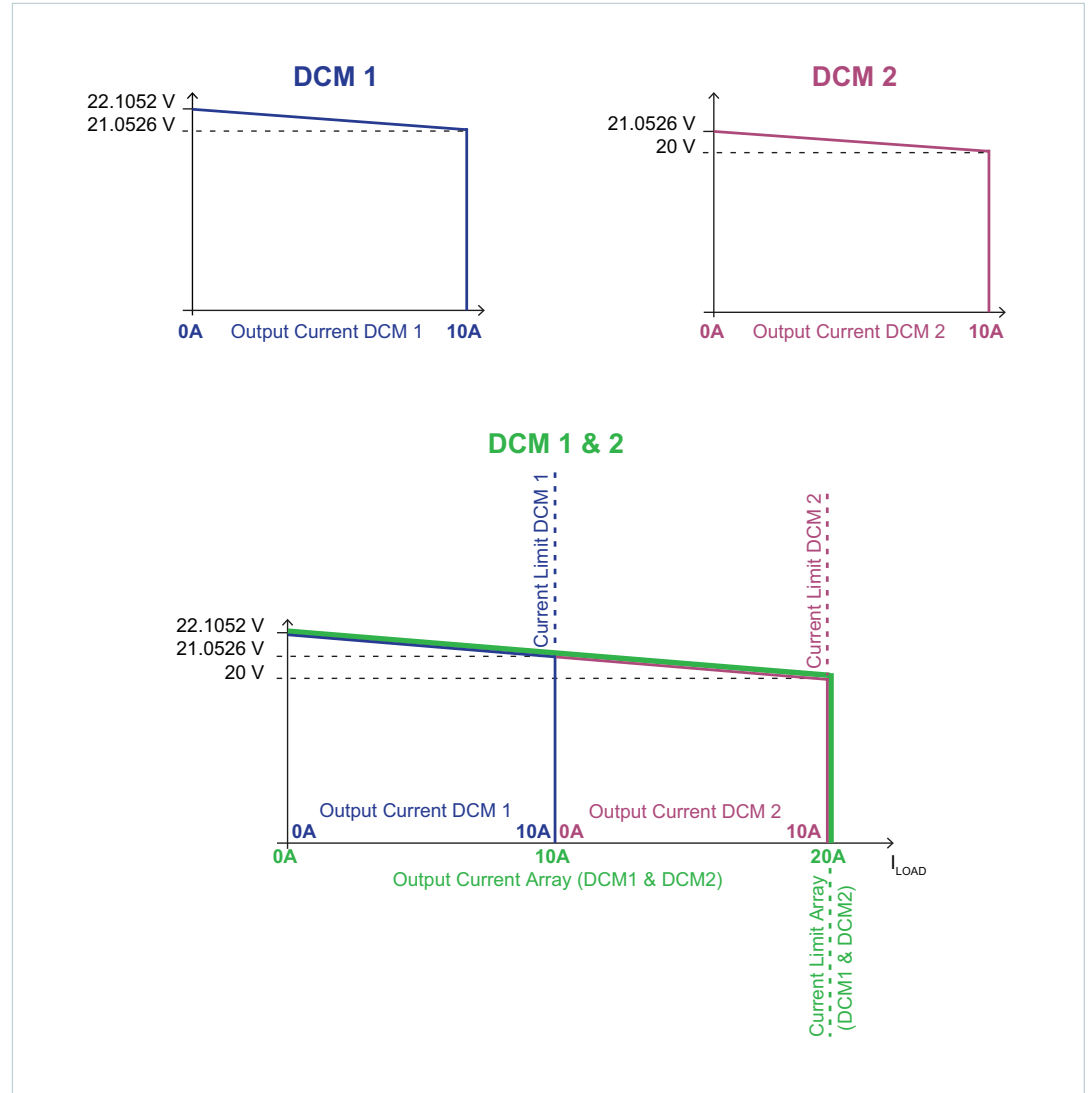 DCM 1
22.1052 V
21.0526 V
0A
Output Current DCM 1
10A
DCM 2
21.0526 V
20 V
0A
Output Current DCM 2
10A
DCM 1 & 2
Current Limit DCM 1
Current Limit DCM 2
22.1052 V
21.0526 V
20 V
Output Current DCM 1
Output Current DCM 2
0A
10A
0A
10A
0A
10A
20A
I LOAD
Output Current Array (DCM1 & DCM2)
Current Limit Array
(DCM1 & DCM2)